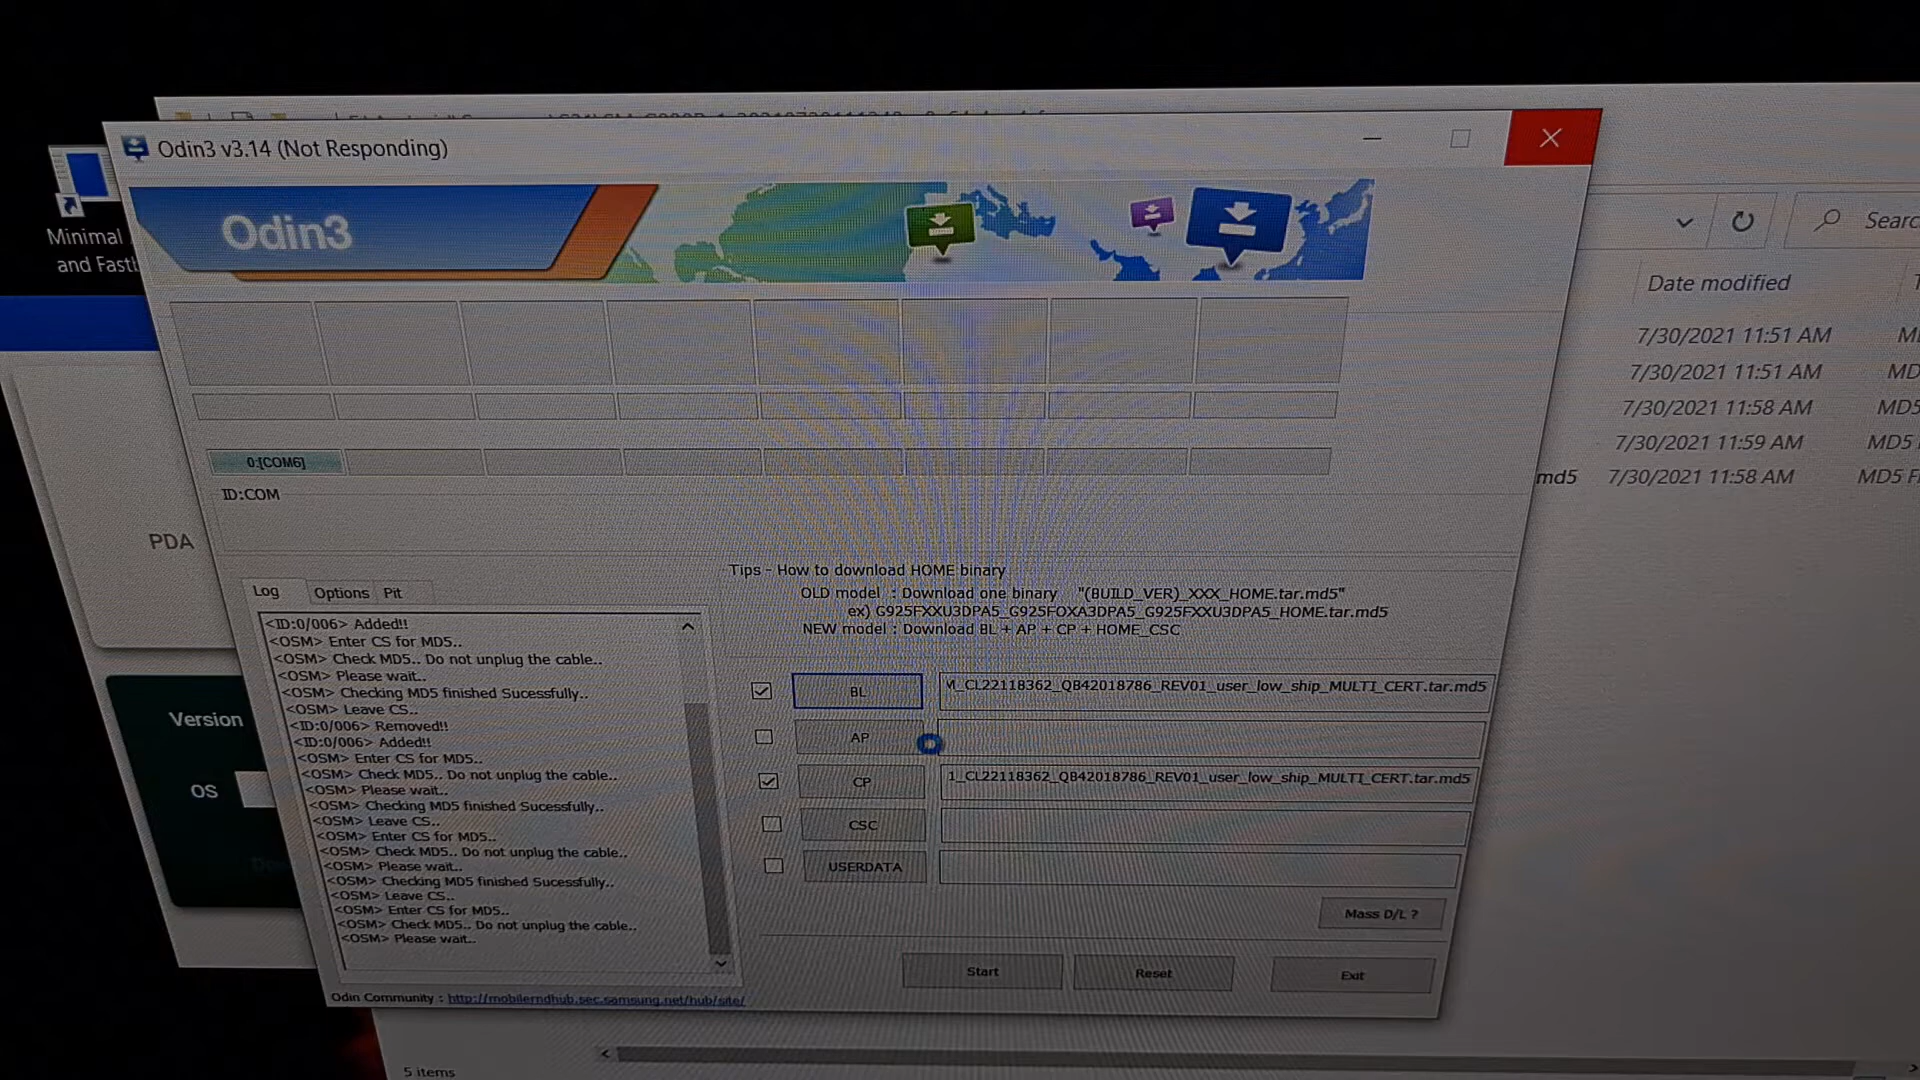 Odin3 v3.14 (Not Responding)
Minimal
and Fastb
Odin3
Searc
Date modified
7/30/2021 11:51 AM
7/30/2021 11:51 AM MD
7/30/2021 11:58 AM MD5
7/30/2021 11:59 AM MD5
md5 7/30/2021 11:58 AM MD5 F
0:[COM6]
ID:COM
PDA
Tips - How to download HOME binary
OLD model : Download one binary "(BUILD_VER)_XXX_HOME.tar.md5"
ex) G925FXXU3DPA5_G925FOXA3DPA5_G925FXXU3DPA5_HOME.tar.md5
NEW model : Download BL + AP + CP + HOME_CSC
Log Options Pit
<ID:0/006> Added!!
<OSM> Enter CS for MD5..
<OSM> Check MD5.. Do not unplug the cable..
<OSM> Please wait..
<OSM> Checking MD5 finished Sucessfully..
<OSM> Leave CS..
<ID:0/006> Removed!!
<ID:0/006> Added!!
<OSM> Enter CS for MD5..
<OSM> Check MD5.. Do not unplug the cable..
<OSM> Please wait..
<OSM> Checking MD5 finished Sucessfully..
<OSM> Leave CS..
<OSM> Enter CS for MD5..
<OSM> Check MD5.. Do not unplug the cable..
<OSM> Please wait..
<OSM> Checking MD5 finished Sucessfully..
<OSM> Leave CS..
<OSM> Enter CS for MD5..
<OSM> Check MD5.. Do not unplug the cable..
<OSM> Please wait..
BL M_CL22118362_QB42018786_REV01_user_low_ship_MULTI_CERT.tar.md5
AP
CP 1_CL22118362_QB42018786_REV01_user_low_ship_MULTI_CERT.tar.md5
CSC
USERDATA
Version
OS
Mass D/L ?
Start Reset Exit
Odin Community : http://mobilerndhub.sec.samsung.net/hub/site/
5 items